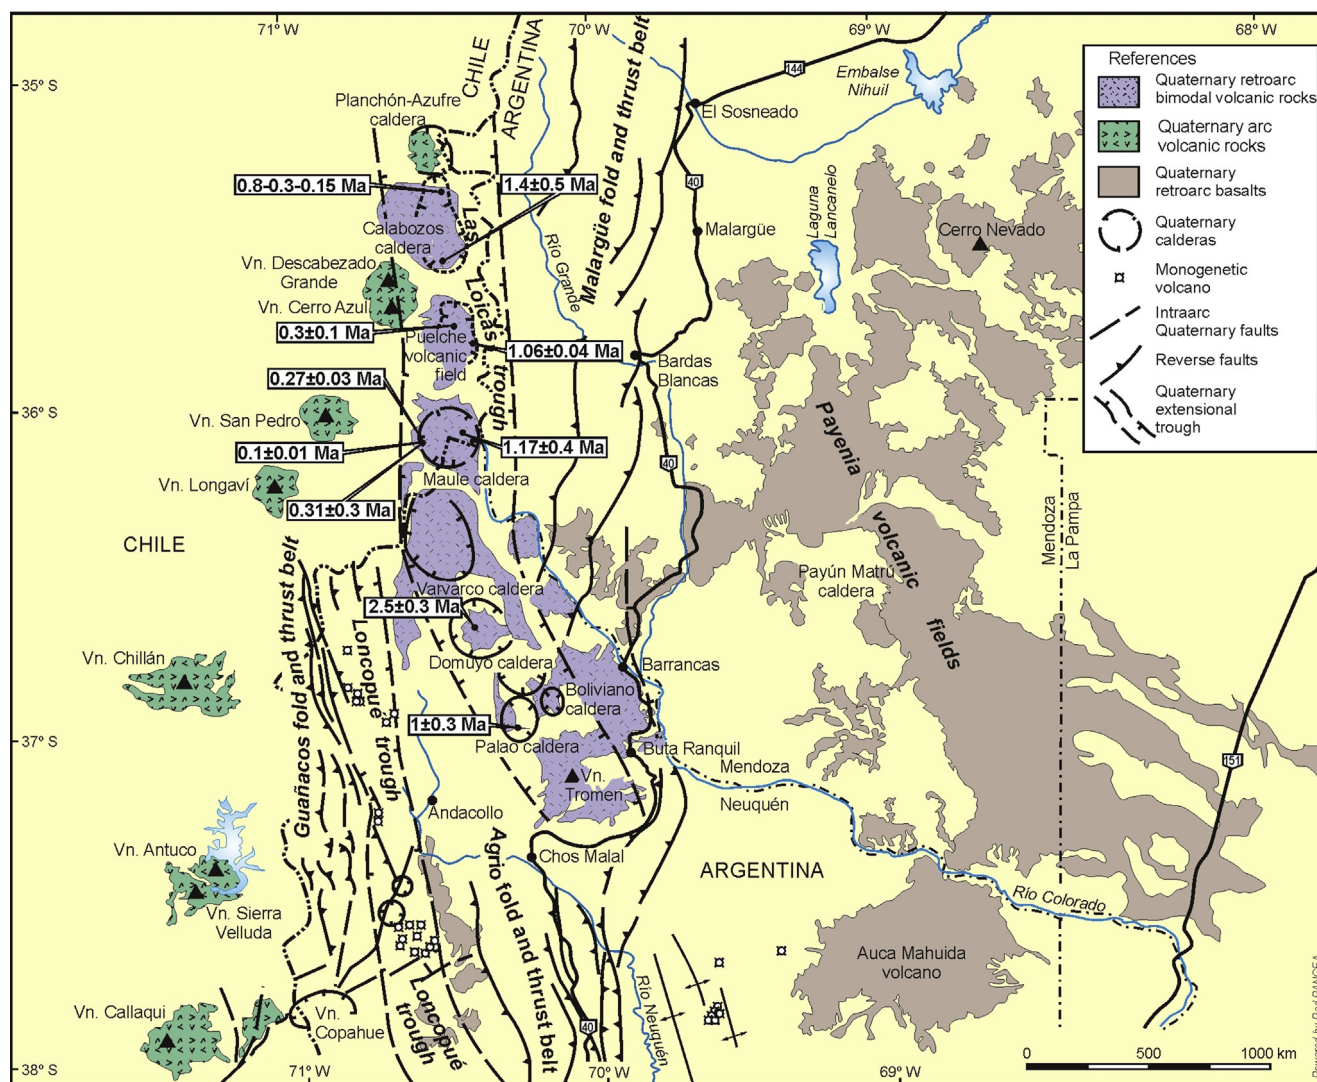 71° W
70° W
69° W
68° W
35° S
36° S
37° S
38° S
71° W
70° W
69° W
References
Quaternary retroarc
bimodal volcanic rocks
Quaternary arc
volcanic rocks
Quaternary
retroarc basalts
Quaternary
calderas
Monogenetic
volcano
Intraarc
Quaternary faults
Reverse faults
Quaternary
extensional
trough
CHILE
ARGENTINA
Planchón-Azufre
caldera
0.8-0.3-0.15 Ma
1.4±0.5 Ma
Calabozos
caldera
Las
Loicas
trough
Río Grande
Malargüe fold and thrust belt
144
El Sosneado
Embalse
Nihuil
40
Malargüe
Laguna
Lancanelo
Cerro Nevado
Vn. Descabezado
Grande
Vn. Cerro Azul
0.3±0.1 Ma
Puelche
volcanic
field
1.06±0.04 Ma
Bardas
Blancas
0.27±0.03 Ma
Vn. San Pedro
0.1±0.01 Ma
1.17±0.4 Ma
Maule caldera
40
Vn. Longaví
0.31±0.3 Ma
Payenia
volcanic
fields
Mendoza
La Pampa
CHILE
Payún Matrú
caldera
Varvarco caldera
2.5±0.3 Ma
Guañacos fold and thrust belt
Loncopue
trough
Vn. Chillán
Domuyo caldera
Barrancas
Boliviano
caldera
1±0.3 Ma
Palao caldera
Buta Ranquil
Mendoza
Neuquén
Vn.
Tromen
151
Andacollo
Vn. Antuco
Chos Malal
ARGENTINA
Vn. Sierra
Velluda
Agrio fold and thrust belt
Río Colorado
Auca Mahuida
volcano
Vn. Callaqui
Vn.
Copahue
Loncopué
trough
40
Río Neuquén
0
500
1000 km
Powered by Red PANGEA